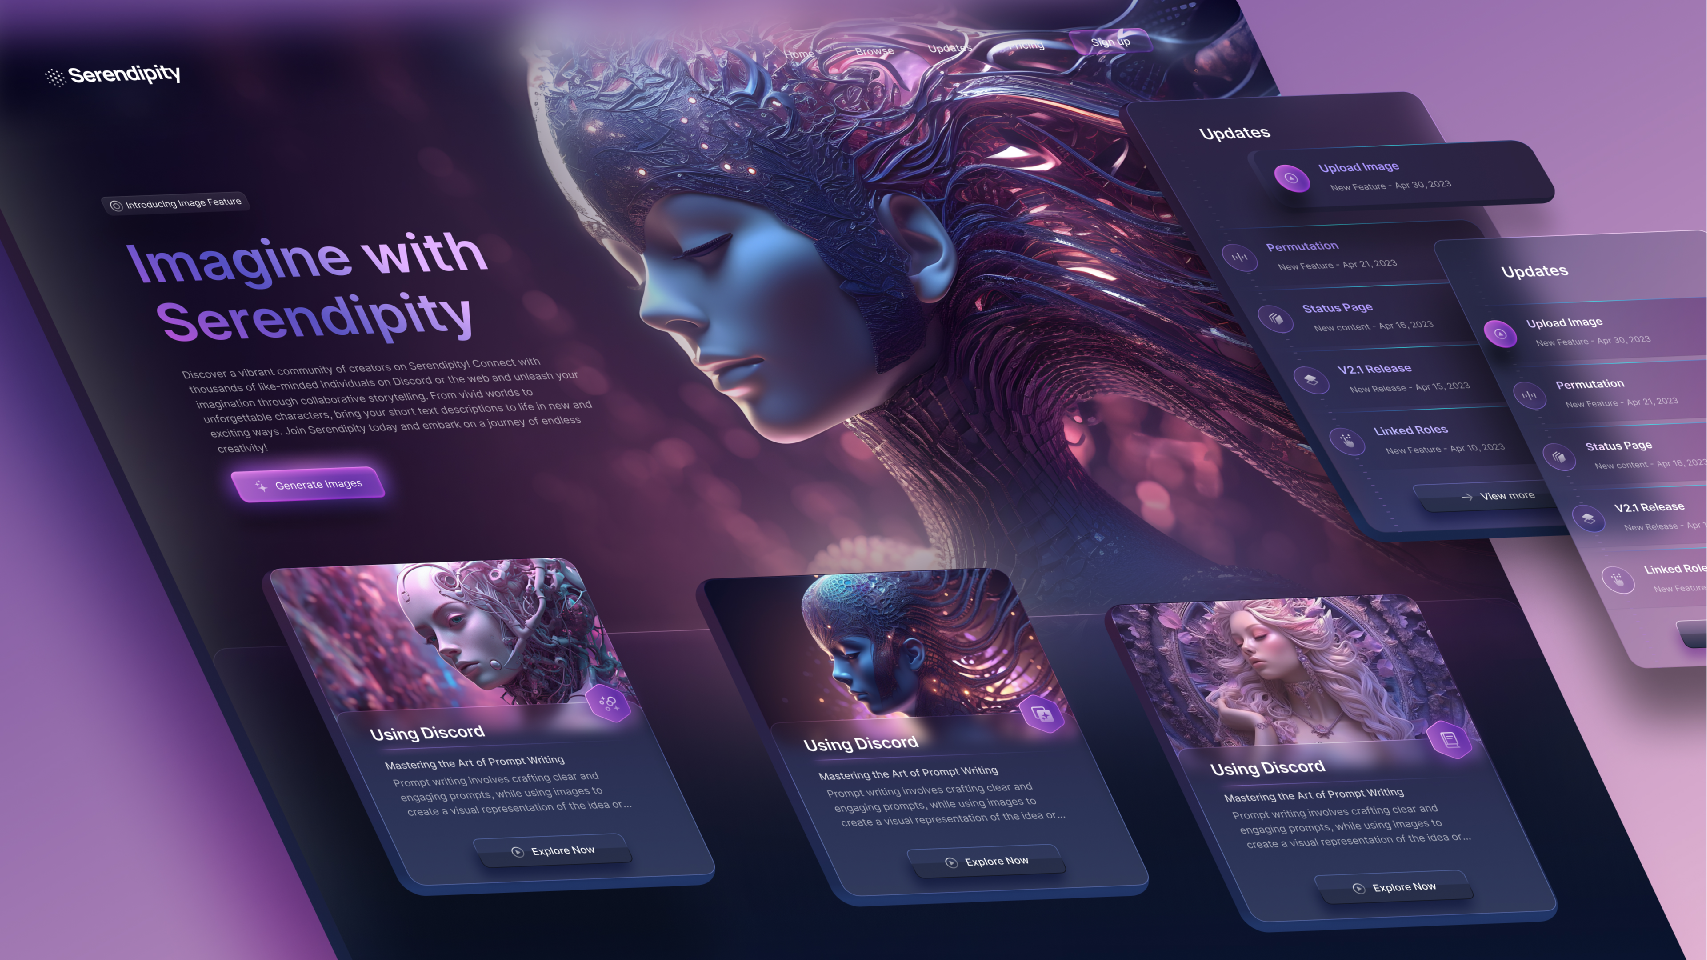 Serendipity
Home
Browse
Updates
Pricing
Sign up
Introducing Image Feature
Imagine with
Serendipity
Discover a vibrant community of creators on Serendipity! Connect with
thousands of like-minded individuals on Discord or the web and unleash your
imagination through collaborative storytelling. From vivid worlds to
unforgettable characters, bring your short text descriptions to life in new and
exciting ways. Join Serendipity today and embark on a journey of endless
creativity!
Generate Images
Updates
Upload Image
New Feature - Apr 30, 2023
Permutation
New Feature - Apr 21, 2023
Status Page
New content - Apr 16, 2023
V2.1 Release
New Release - Apr 15, 2023
Linked Roles
New Feature - Apr 10, 2023
View more
Updates
Upload Image
New Feature - Apr 30, 2023
Permutation
New Feature - Apr 21, 2023
Status Page
New content - Apr 16, 2023
V2.1 Release
New Release - Apr
Linked Role
New Feature
Using Discord
Mastering the Art of Prompt Writing
Prompt writing involves crafting clear and
engaging prompts, while using images to
create a visual representation of the idea or...
Explore Now
Using Discord
Mastering the Art of Prompt Writing
Prompt writing involves crafting clear and
engaging prompts, while using images to
create a visual representation of the idea or...
Explore Now
Using Discord
Mastering the Art of Prompt Writing
Prompt writing involves crafting clear and
engaging prompts, while using images to
create a visual representation of the idea or...
Explore Now